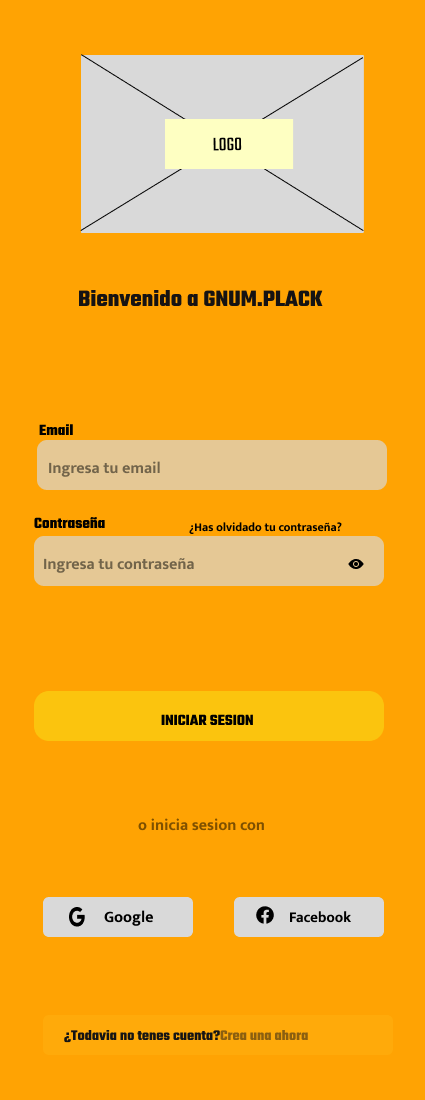 LOGO
Bienvenido a GNUM.PLACK
Email
Ingresa tu email
Contraseña
¿Has olvidado tu contraseña?
Ingresa tu contraseña
INICIAR SESION
o inicia sesion con
Google
Facebook
¿Todavia no tenes cuenta?Crea una ahora